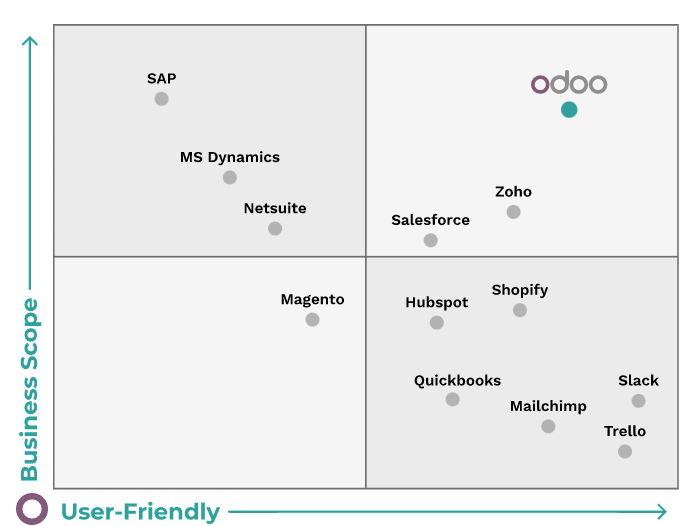 SAP
odoo
MS Dynamics
Zoho
Netsuite
Salesforce
Shopify
Magento
Hubspot
Quickbooks
Slack
Mailchimp
Trello
Business Scope
User-Friendly